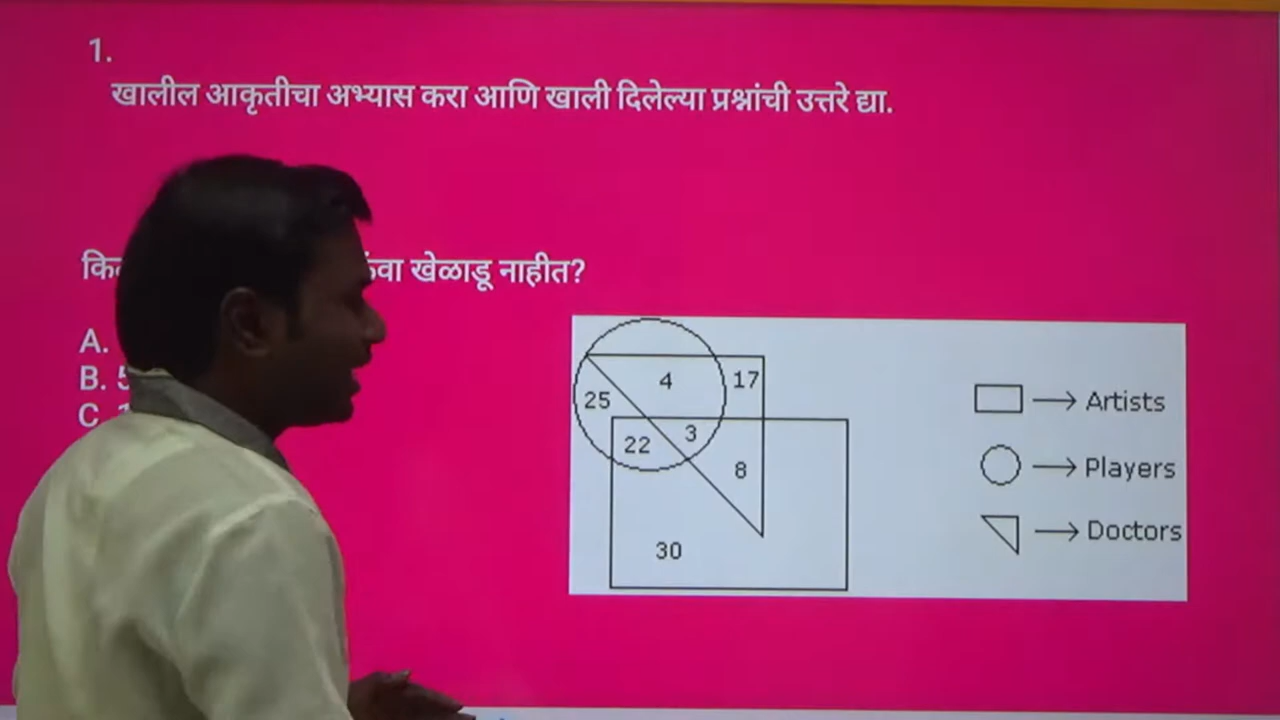 1.
खालील आकृतीचा अभ्यास करा आणि खाली दिलेल्या प्रश्नांची उत्तरे द्या.
खेळाडू नाहीत?
A.
B.
C
4
17
25
3
22
8
30
→ Artists
→ Players
→ Doctors